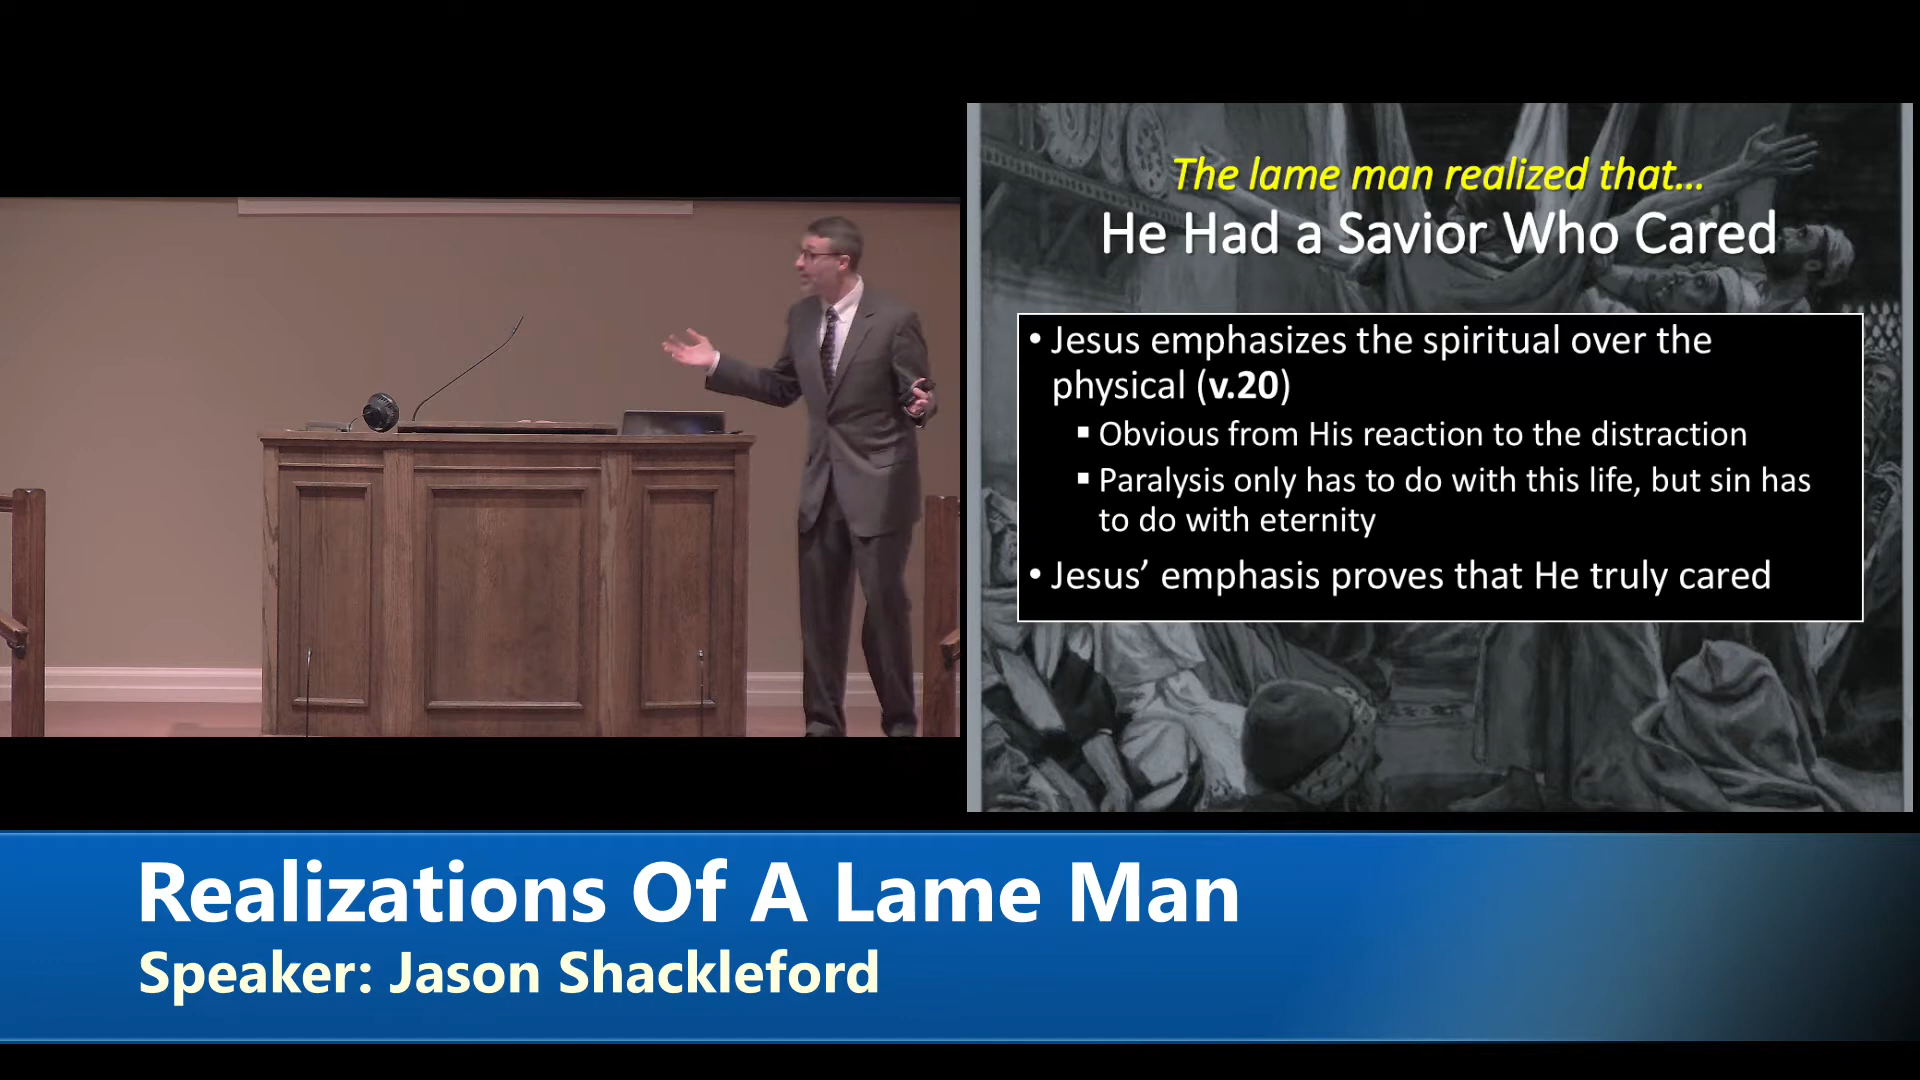 The lame man realized that...
He Had a Savior Who Cared
• Jesus emphasizes the spiritual over the
physical (v.20)
▪ Obvious from His reaction to the distraction
▪ Paralysis only has to do with this life, but sin has
to do with eternity
• Jesus’ emphasis proves that He truly cared
Realizations Of A Lame Man
Speaker: Jason Shackleford